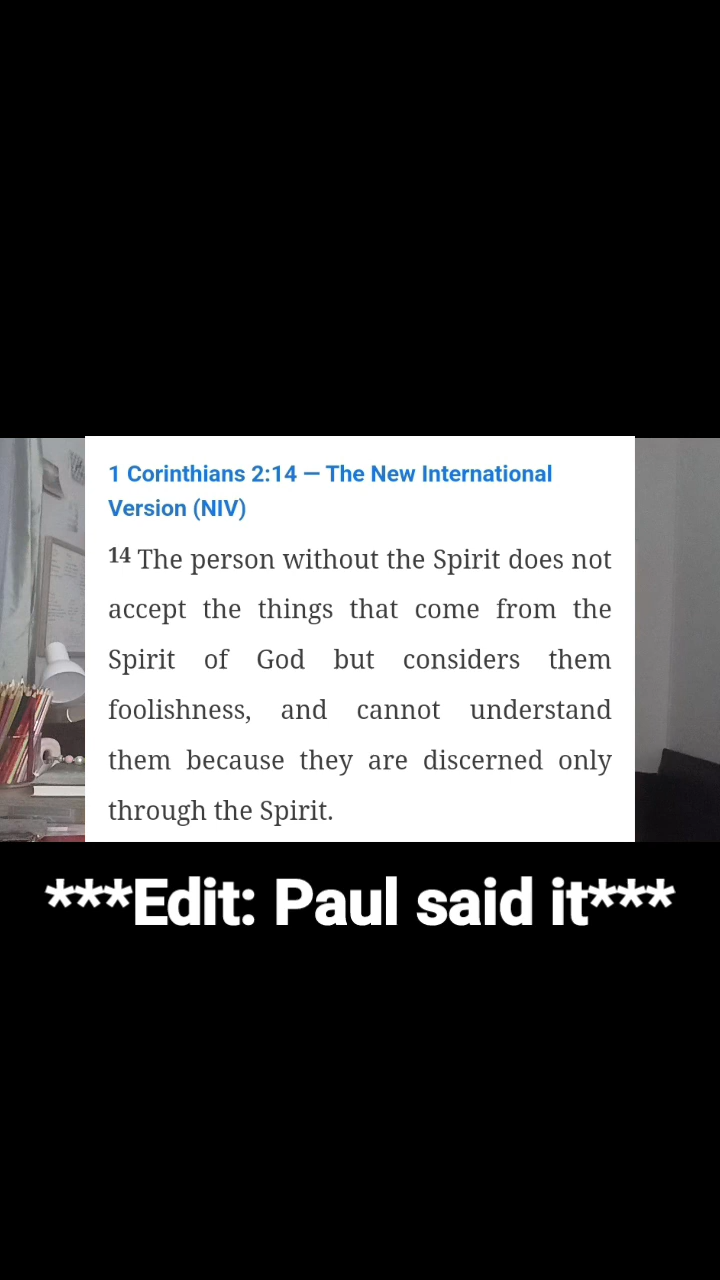 1 Corinthians 2:14 — The New International
Version (NIV)
14 The person without the Spirit does not
accept the things that come from the
Spirit of God but considers them
foolishness, and cannot understand
them because they are discerned only
through the Spirit.
***Edit: Paul said it***